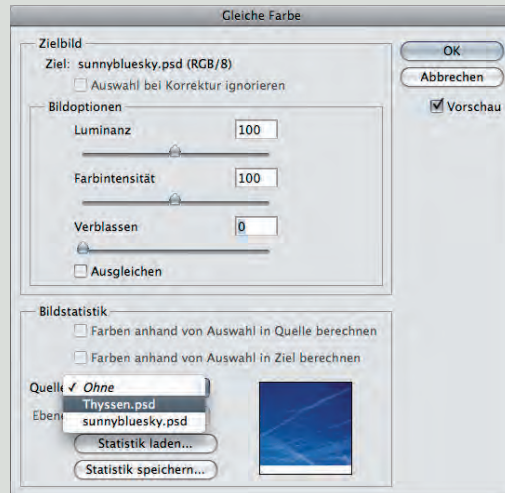 Gleiche Farbe
Zielbild
Ziel: sunnybluesky.psd (RGB/8)
Auswahl bei Korrektur ignorieren
Bildoptionen
Luminanz 100
Farbintensität 100
Verblassen 0
Ausgleichen
OK
Abbrechen
Vorschau
Bildstatistik
Farben anhand von Auswahl in Quelle berechnen
Farben anhand von Auswahl in Ziel berechnen
Quelle ✓ Ohne
Thyssen.psd
Ebene
sunnybluesky.psd
Statistik laden...
Statistik speichern...